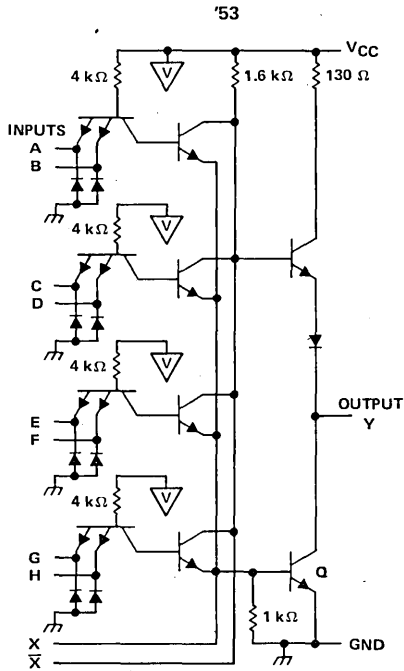 '53
VCC
4 kΩ
V
1.6 kΩ
130 Ω
INPUTS
A
B
4 kΩ
V
C
D
4 kΩ
V
E
F
OUTPUT
Y
4 kΩ
V
G
H
Q
1 kΩ
X
GND
X̅